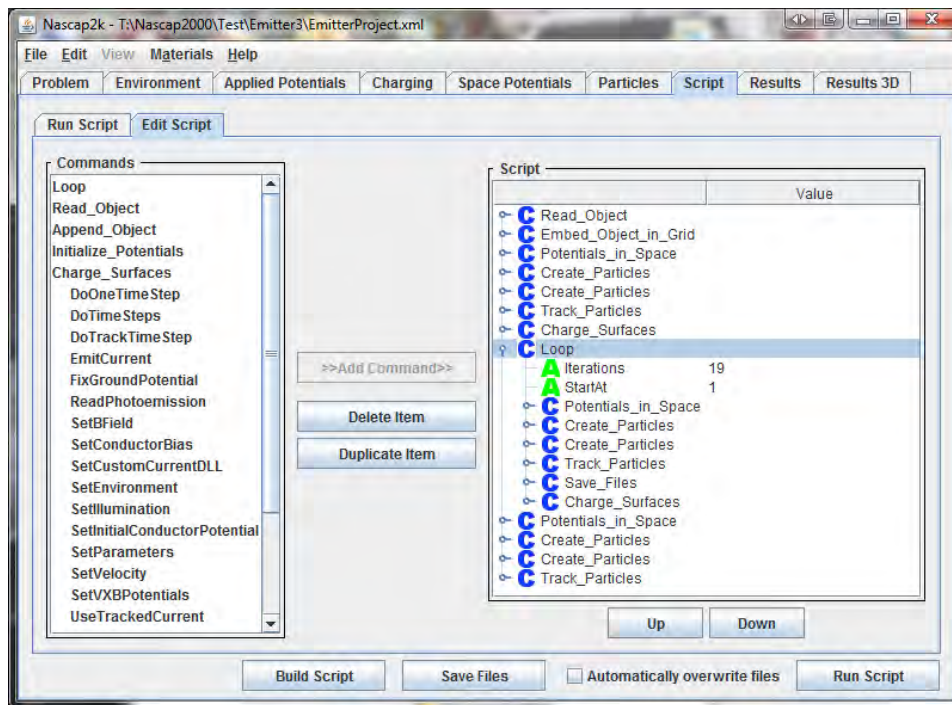 Nascap2k - T:\Nascap2000\Test\Emitter3\EmitterProject.xml
File Edit View Materials Help
Problem Environment Applied Potentials Charging Space Potentials Particles Script Results Results 3D
Run Script Edit Script
Commands
Loop
Read_Object
Append_Object
Initialize_Potentials
Charge_Surfaces
DoOneTimeStep
DoTimeSteps
DoTrackTimeStep
EmitCurrent
FixGroundPotential
ReadPhotoemission
SetBField
SetConductorBias
SetCustomCurrentDLL
SetEnvironment
SetIllumination
SetInitialConductorPotential
SetParameters
SetVelocity
SetVXBPotentials
UseTrackedCurrent
>>Add Command>>
Delete Item
Duplicate Item
Script
Value
C Read_Object
C Embed_Object_in_Grid
C Potentials_in_Space
C Create_Particles
C Create_Particles
C Track_Particles
C Charge_Surfaces
C Loop
A Iterations 19
A StartAt 1
C Potentials_in_Space
C Create_Particles
C Create_Particles
C Track_Particles
C Save_Files
C Charge_Surfaces
C Potentials_in_Space
C Create_Particles
C Create_Particles
C Track_Particles
Up Down
Build Script Save Files Automatically overwrite files Run Script